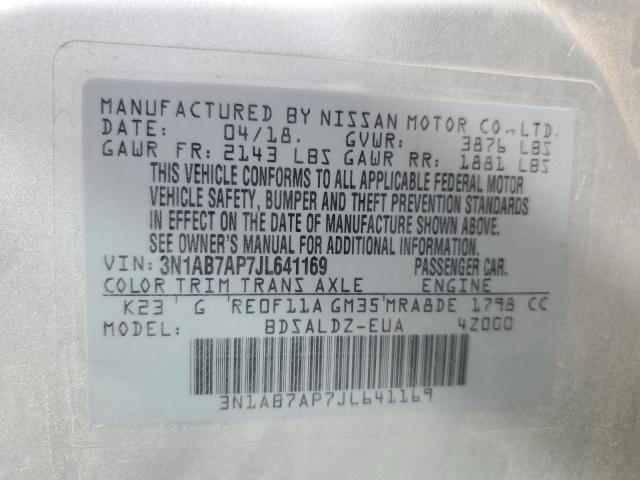 MANUFACTURED BY NISSAN MOTOR CO.,LTD.
DATE: 04/18. GVWR: 3876 LBS
GAWR FR: 2143 LBS GAWR RR: 1881 LBS
THIS VEHICLE CONFORMS TO ALL APPLICABLE FEDERAL MOTOR
VEHICLE SAFETY, BUMPER AND THEFT PREVENTION STANDARDS
IN EFFECT ON THE DATE OF MANUFACTURE SHOWN ABOVE.
SEE OWNER'S MANUAL FOR ADDITIONAL INFORMATION.
VIN: 3N1AB7AP7JL641169 PASSENGER CAR.
COLOR TRIM TRANS AXLE ENGINE
K23 G RE0F11A GM35 MRA8DE 1798 CC
MODEL: BDSALDZ-EUA 4Z000
3N1AB7AP7JL641169